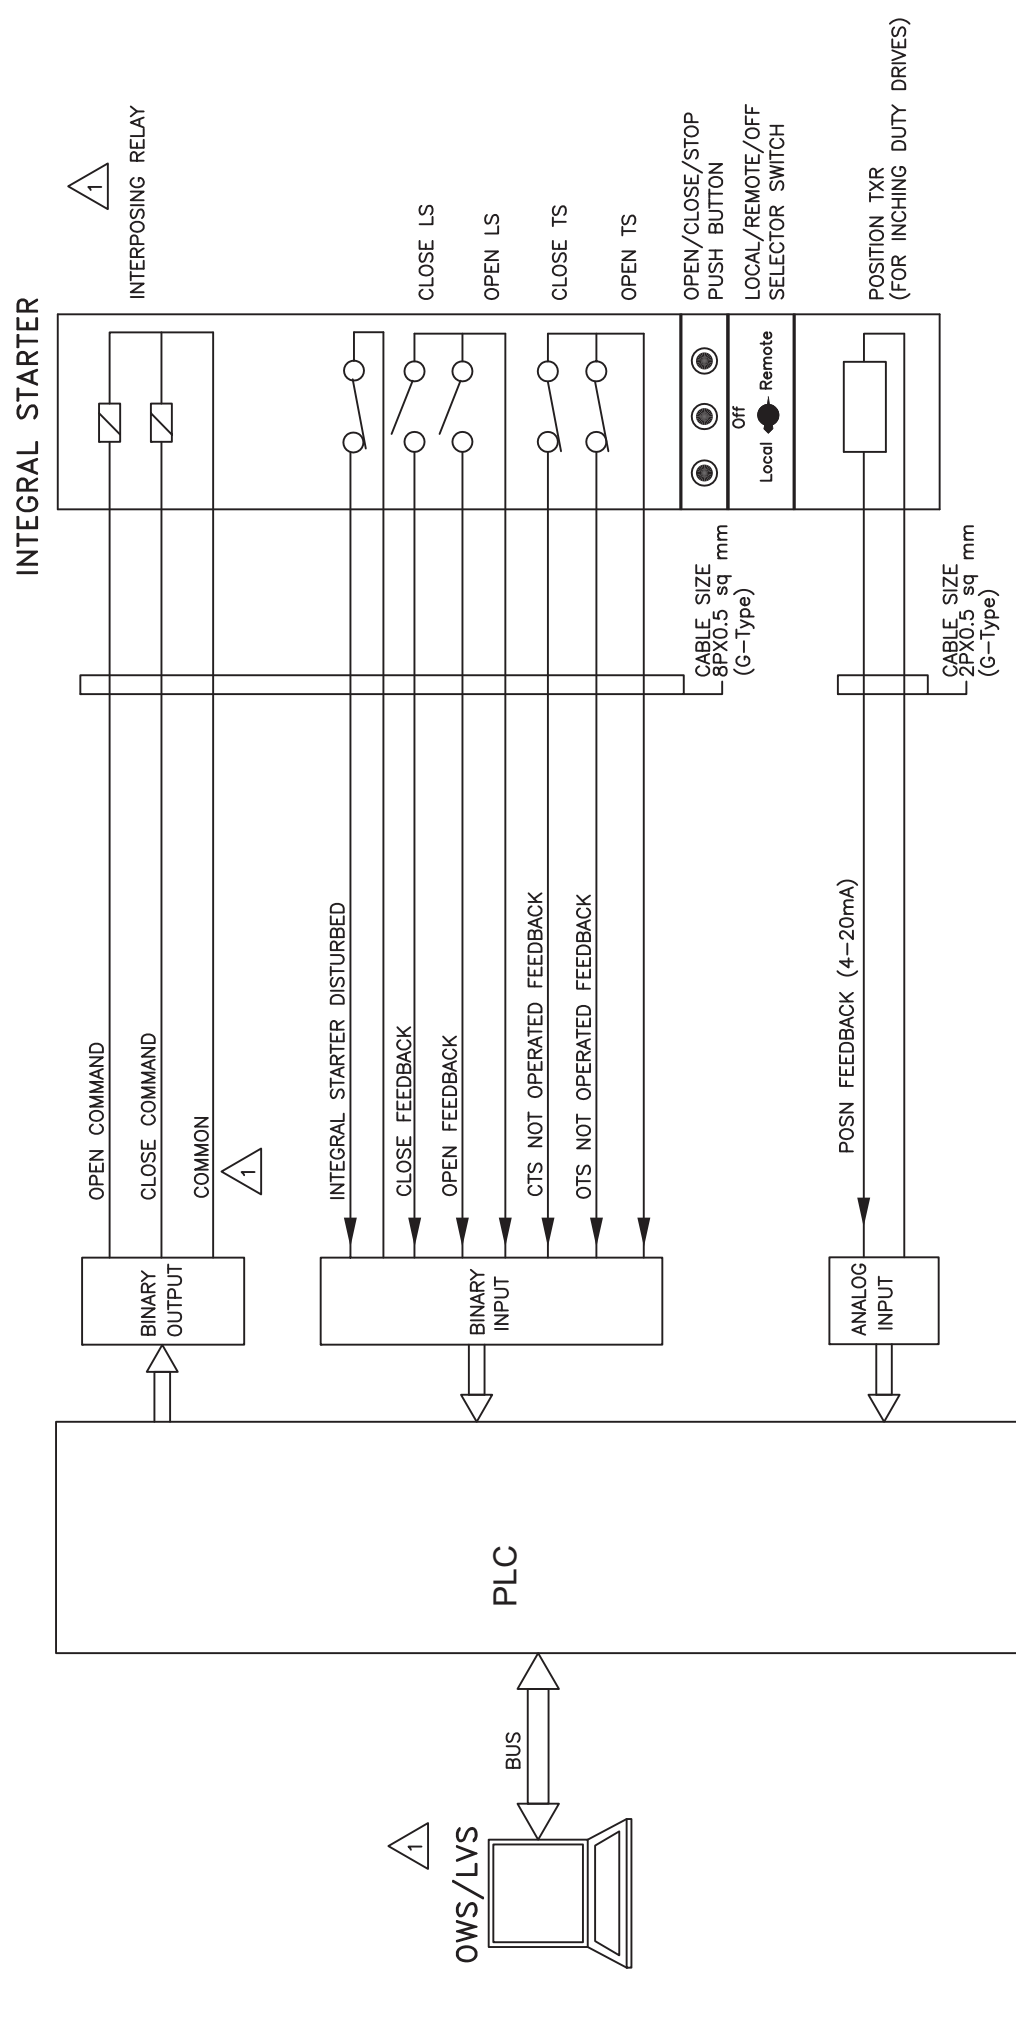 INTEGRAL STARTER
1
INTERPOSING RELAY
OPEN COMMAND
CLOSE COMMAND
COMMON
1
BINARY
OUTPUT
INTEGRAL STARTER DISTURBED
CLOSE FEEDBACK
CLOSE LS
OPEN FEEDBACK
OPEN LS
CTS NOT OPERATED FEEDBACK
CLOSE TS
OTS NOT OPERATED FEEDBACK
OPEN TS
BINARY
INPUT
OPEN/CLOSE/STOP
PUSH BUTTON
LOCAL/REMOTE/OFF
SELECTOR SWITCH
Off
Local
Remote
CABLE SIZE
8PX0.5 sq mm
(G-Type)
POSN FEEDBACK (4-20mA)
POSITION TXR
(FOR INCHING DUTY DRIVES)
ANALOG
INPUT
CABLE SIZE
2PX0.5 sq mm
(G-Type)
PLC
BUS
1
OWS/LVS